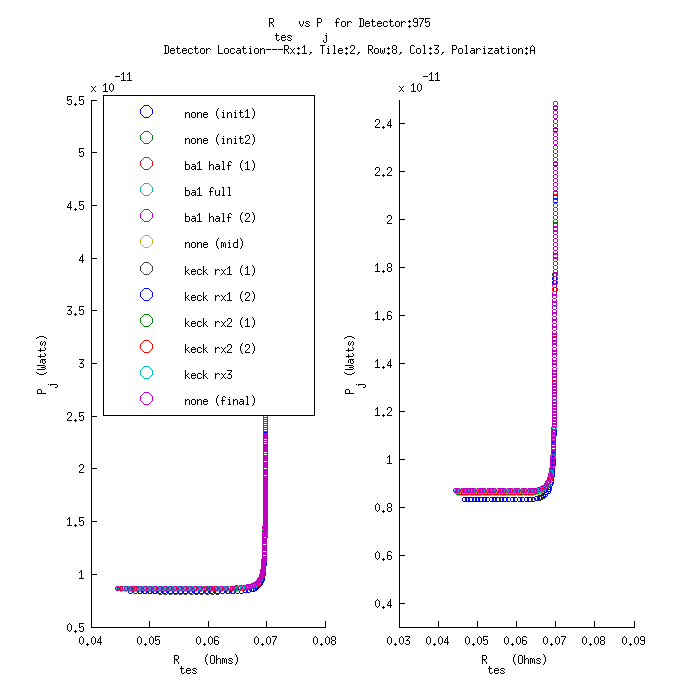 R_tes vs P_j for Detector:975
Detector Location---Rx:1, Tile:2, Row:8, Col:3, Polarization:A
x 10^-11
5.5
5
4.5
4
3.5
3
2.5
2
1.5
1
0.5
P_j (Watts)
none (init1)
none (init2)
ba1 half (1)
ba1 full
ba1 half (2)
none (mid)
keck rx1 (1)
keck rx1 (2)
keck rx2 (1)
keck rx2 (2)
keck rx3
none (final)
0.04 0.05 0.06 0.07 0.08
R_tes (Ohms)
x 10^-11
2.4
2.2
2
1.8
1.6
1.4
1.2
1
0.8
0.6
0.4
P_j (Watts)
0.03 0.04 0.05 0.06 0.07 0.08 0.09
R_tes (Ohms)